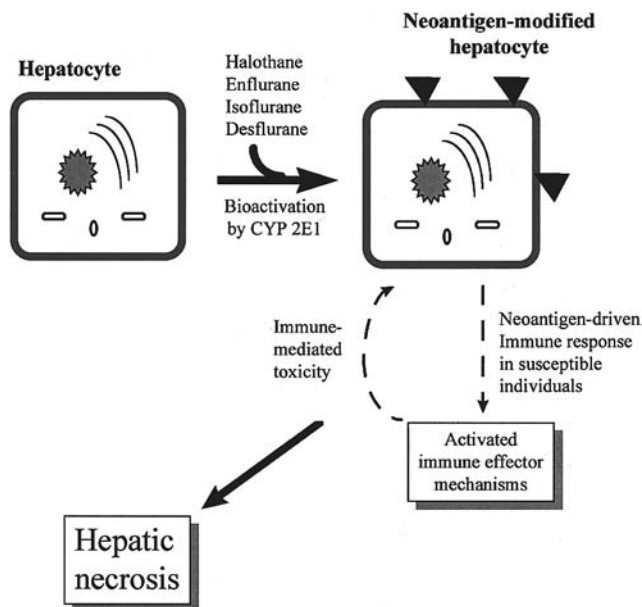 Hepatocyte
Halothane
Enflurane
Isoflurane
Desflurane
Bioactivation
by CYP 2E1
Neoantigen-modified
hepatocyte
Immune-
mediated
toxicity
Neoantigen-driven
Immune response
in susceptible
individuals
Activated
immune effector
mechanisms
Hepatic
necrosis